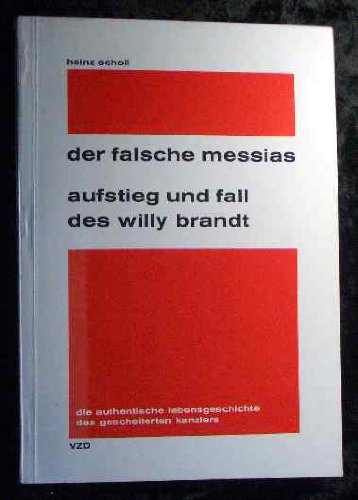 heinz scholl
der falsche messias
aufstieg und fall
des willy brandt
die authentische lebensgeschichte
des gescheiterten kanzlers
VZD